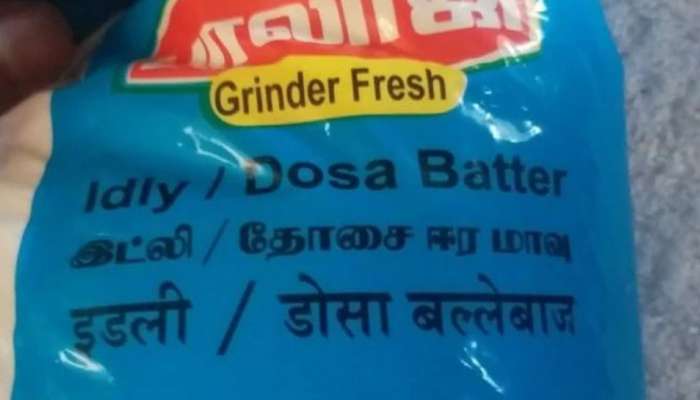 Grinder Fresh
Idly / Dosa Batter
இட்லி / தோசை ஈர மாவு
इडली / डोसा बल्लेबाज